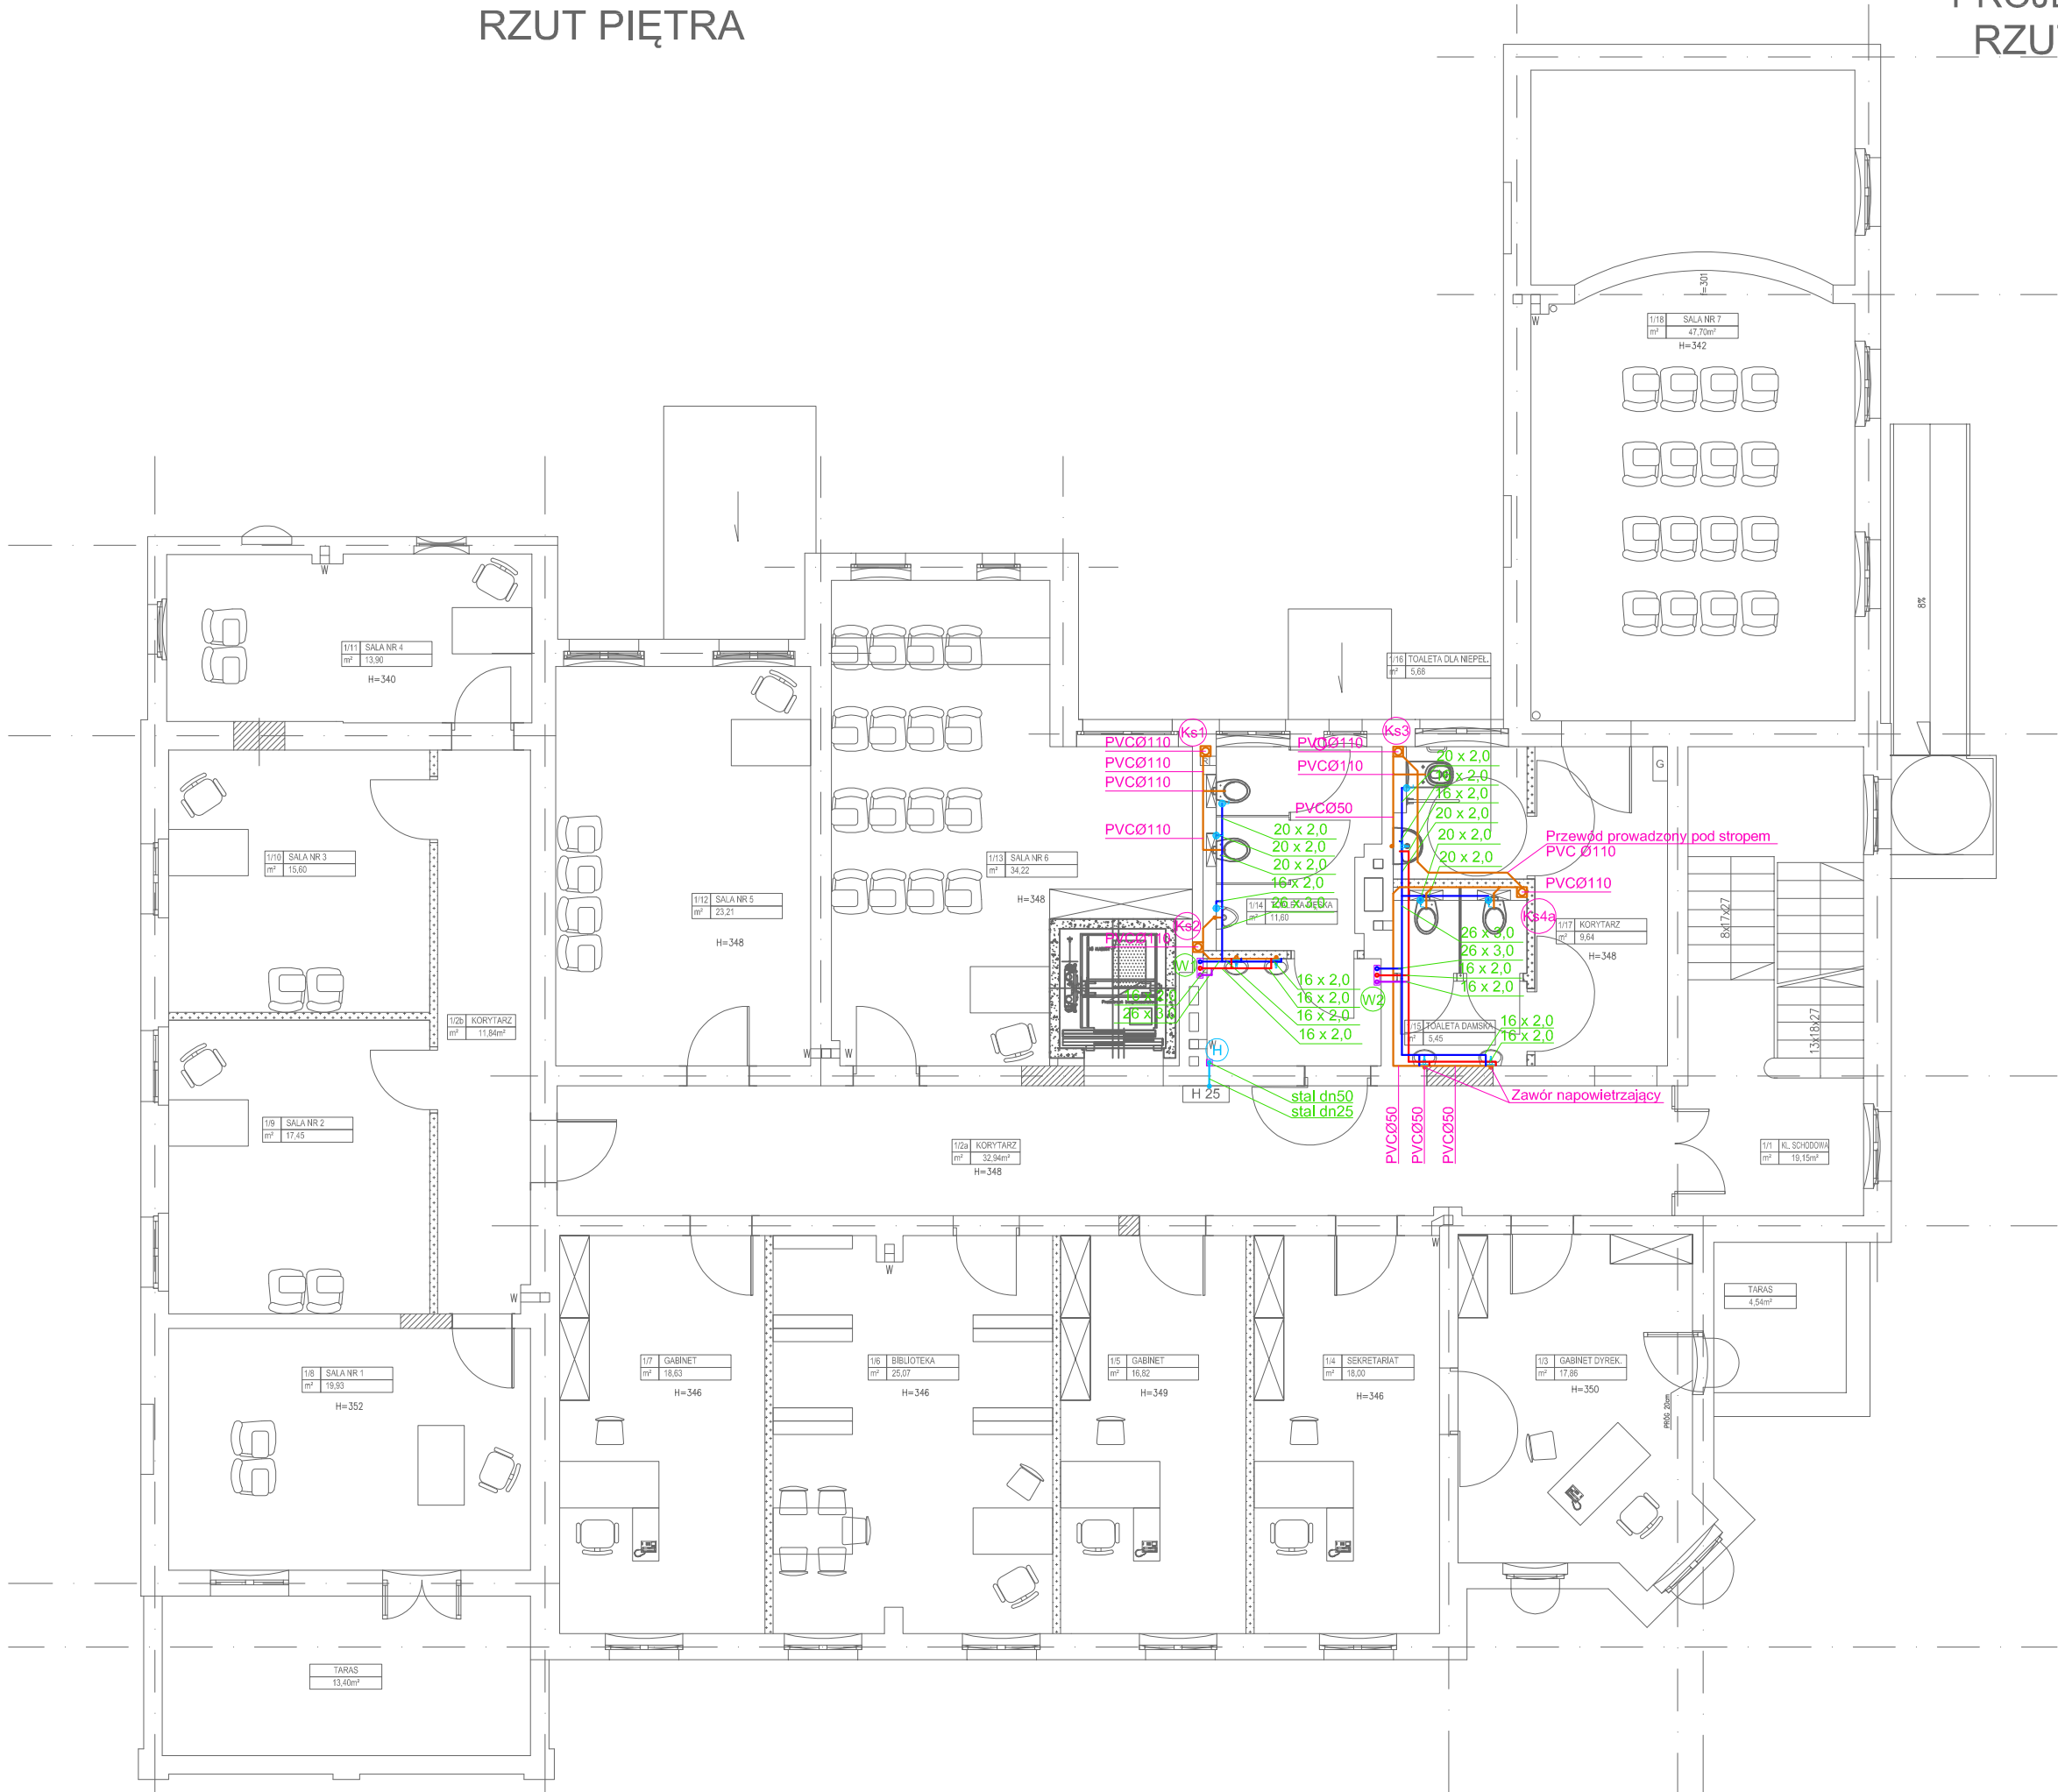 RZUT PIĘTRA
RZUT
1/18 SALA NR 7
m² 47,70m²
H=342
W
8%
1/11 SALA NR 4
m² 13,90
H=340
W
1/16 TOALETA DLA NIEPEŁ.
m² 5,68
Ks1
Ks3
PVCØ110
PVCØ110
PVCØ110
PVCØ110
PVCØ110
PVCØ110
PVCØ50
20 x 2,0
16 x 2,0
20 x 2,0
20 x 2,0
20 x 2,0
G
Przewód prowadzony pod stropem
PVC Ø110
PVCØ110
Ks4a
20 x 2,0
20 x 2,0
20 x 2,0
16 x 2,0
1/10 SALA NR 3
m² 15,60
1/12 SALA NR 5
m² 23,21
H=348
1/13 SALA NR 6
m² 34,22
H=348
1/14 TOALETA MĘSKA
m² 11,60
Ks2
PVCØ110
W1
26 x 3,0
26 x 3,0
16 x 2,0
16 x 2,0
1/17 KORYTARZ
m² 9,64
H=348
8x17x27
13x18x27
W2
16 x 2,0
16 x 2,0
16 x 2,0
16 x 2,0
1/15 TOALETA DAMSKA
m² 5,45
16 x 2,0
16 x 2,0
1/2b KORYTARZ
m² 11,84m²
W
W
W
H
H 25
stal dn50
stal dn25
Zawór napowietrzający
PVCØ50
PVCØ50
PVCØ50
1/9 SALA NR 2
m² 17,45
1/2a KORYTARZ
m² 32,94m²
H=348
1/1 KL. SCHODOWA
m² 19,15m²
W
W
W
TARAS
4,54m²
1/8 SALA NR 1
m² 19,93
H=352
1/7 GABINET
m² 18,63
H=346
1/6 BIBLIOTEKA
m² 25,07
H=346
1/5 GABINET
m² 16,82
H=349
1/4 SEKRETARIAT
m² 18,00
H=346
1/3 GABINET DYREK.
m² 17,86
H=350
PRÓG 20cm
TARAS
13,40m²